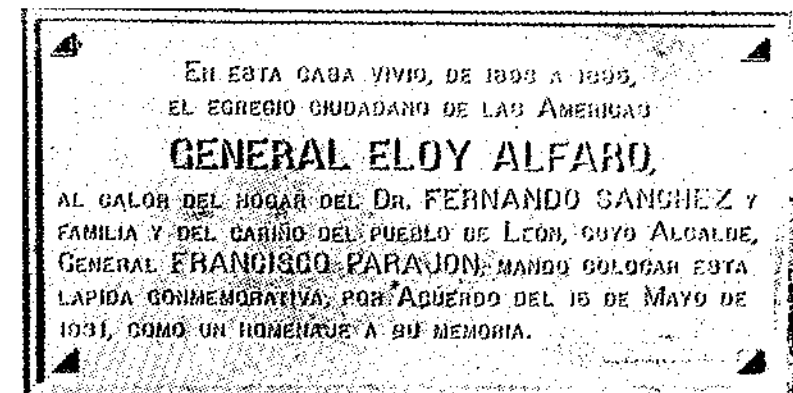 EN ESTA CASA VIVIO, DE 1893 A 1895,
EL EGREGIO CIUDADANO DE LAS AMERICAS
GENERAL ELOY ALFARO,
AL CALOR DEL HOGAR DEL DR. FERNANDO SANCHEZ Y
FAMILIA Y DEL CARIÑO DEL PUEBLO DE LEÓN, CUYO ALCALDE,
GENERAL FRANCISCO PARAJON, MANDO COLOCAR ESTA
LAPIDA CONMEMORATIVA, POR ACUERDO DEL 15 DE MAYO DE
1931, COMO UN HOMENAJE A SU MEMORIA.